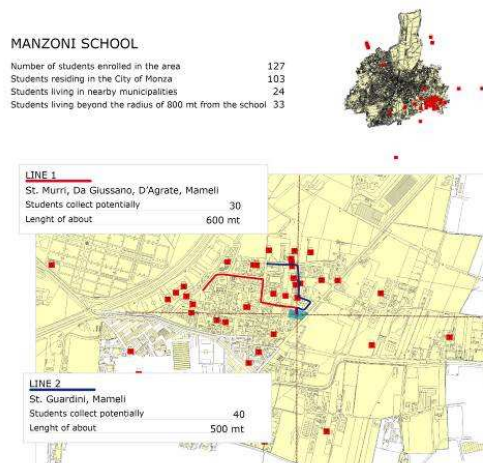 MANZONI SCHOOL
Number of students enrolled in the area 127
Students residing in the City of Monza 103
Students living in nearby municipalities 24
Students living beyond the radius of 800 mt from the school 33
LINE 1
St. Murri, Da Giussano, D'Agrate, Mameli
Students collect potentially 30
Lenght of about 600 mt
LINE 2
St. Guardini, Mameli
Students collect potentially 40
Lenght of about 500 mt